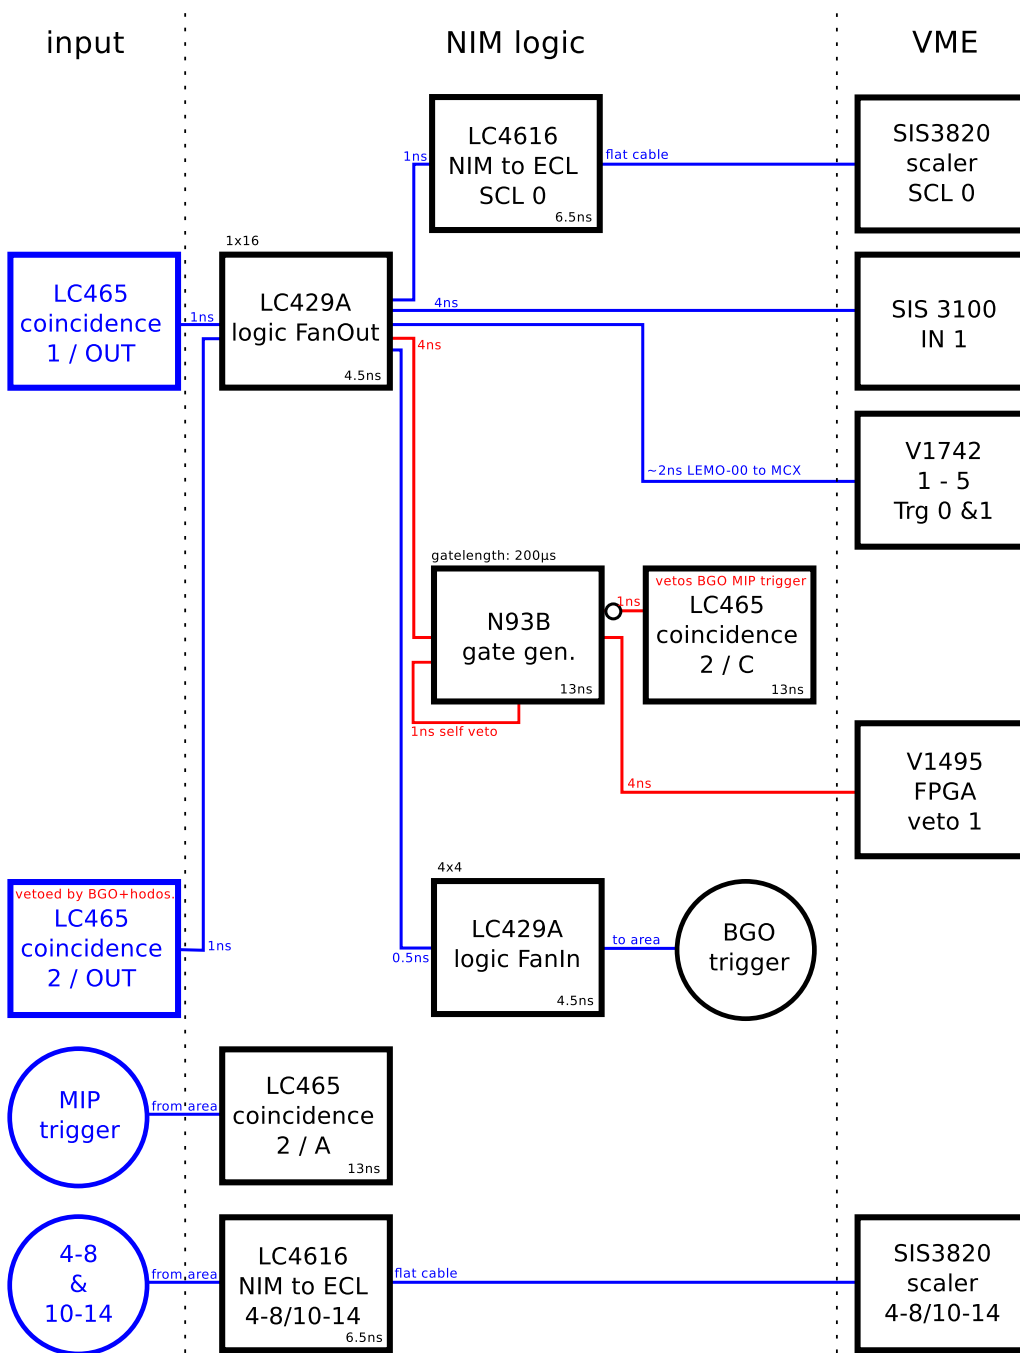 input
NIM logic
VME
LC4616
NIM to ECL
SCL 0
6.5ns
1ns
flat cable
SIS3820
scaler
SCL 0
1x16
LC465
coincidence
1 / OUT
1ns
LC429A
logic FanOut
4.5ns
4ns
4ns
SIS 3100
IN 1
~2ns LEMO-00 to MCX
V1742
1 - 5
Trg 0 &1
gatelength: 200µs
N93B
gate gen.
13ns
1ns self veto
1ns
vetos BGO MIP trigger
LC465
coincidence
2 / C
13ns
4ns
V1495
FPGA
veto 1
vetoed by BGO+hodos.
LC465
coincidence
2 / OUT
1ns
4x4
0.5ns
LC429A
logic FanIn
4.5ns
to area
BGO
trigger
MIP
trigger
from area
LC465
coincidence
2 / A
13ns
4-8
&
10-14
from area
LC4616
NIM to ECL
4-8/10-14
6.5ns
flat cable
SIS3820
scaler
4-8/10-14